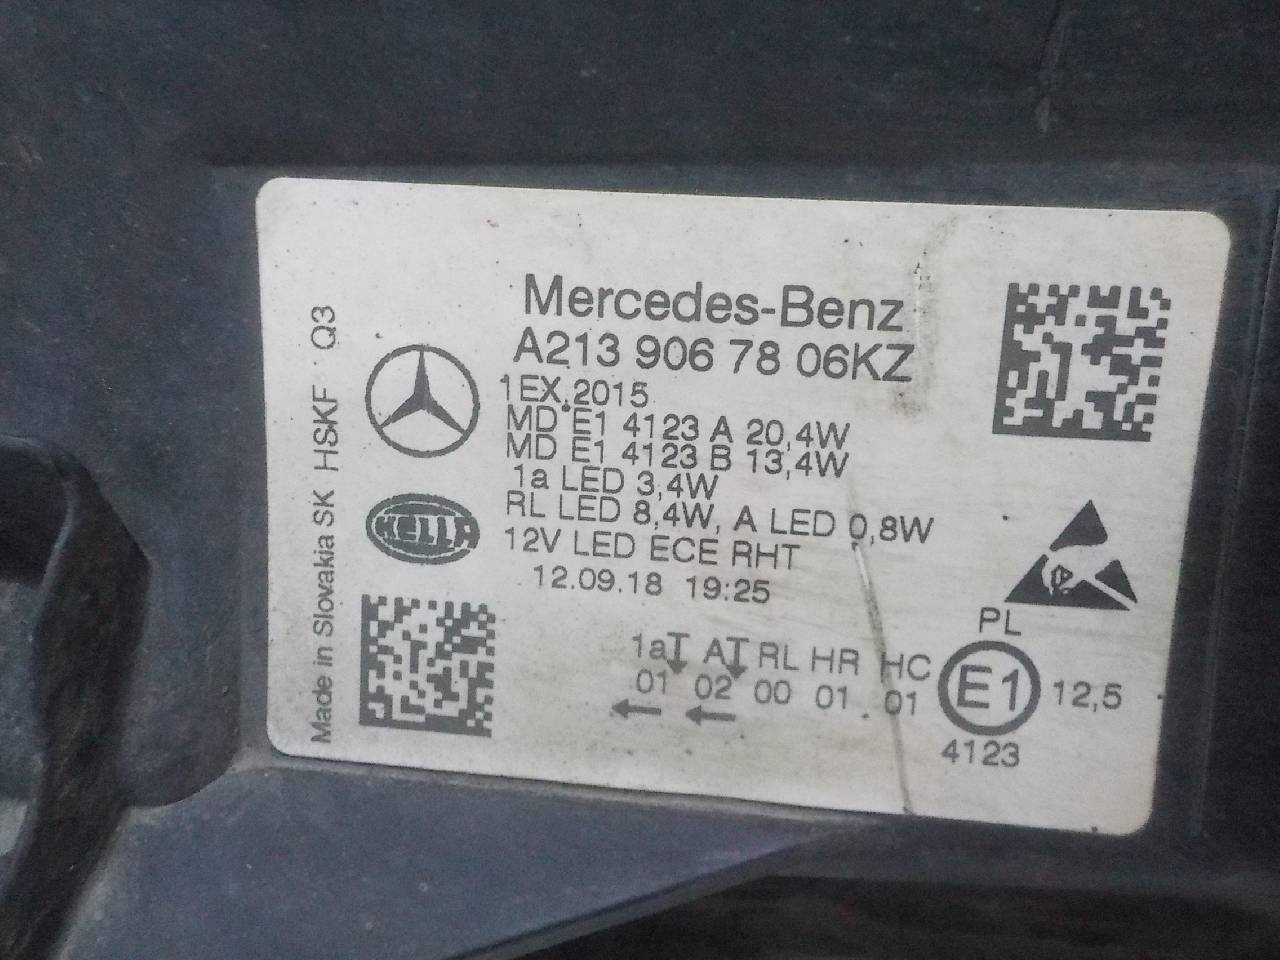 Mercedes-Benz
A213 906 78 06KZ
1EX.2015
MD E1 4123 A 20,4W
MD E1 4123 B 13,4W
1a LED 3,4W
RL LED 8,4W, A LED 0,8W
12V LED ECE RHT
12.09.18 19:25
HELLA
Made in Slovakia SK HSKF Q3
1aT AT RL HR HC
01 02 00 01 01
PL
E1
12,5
4123